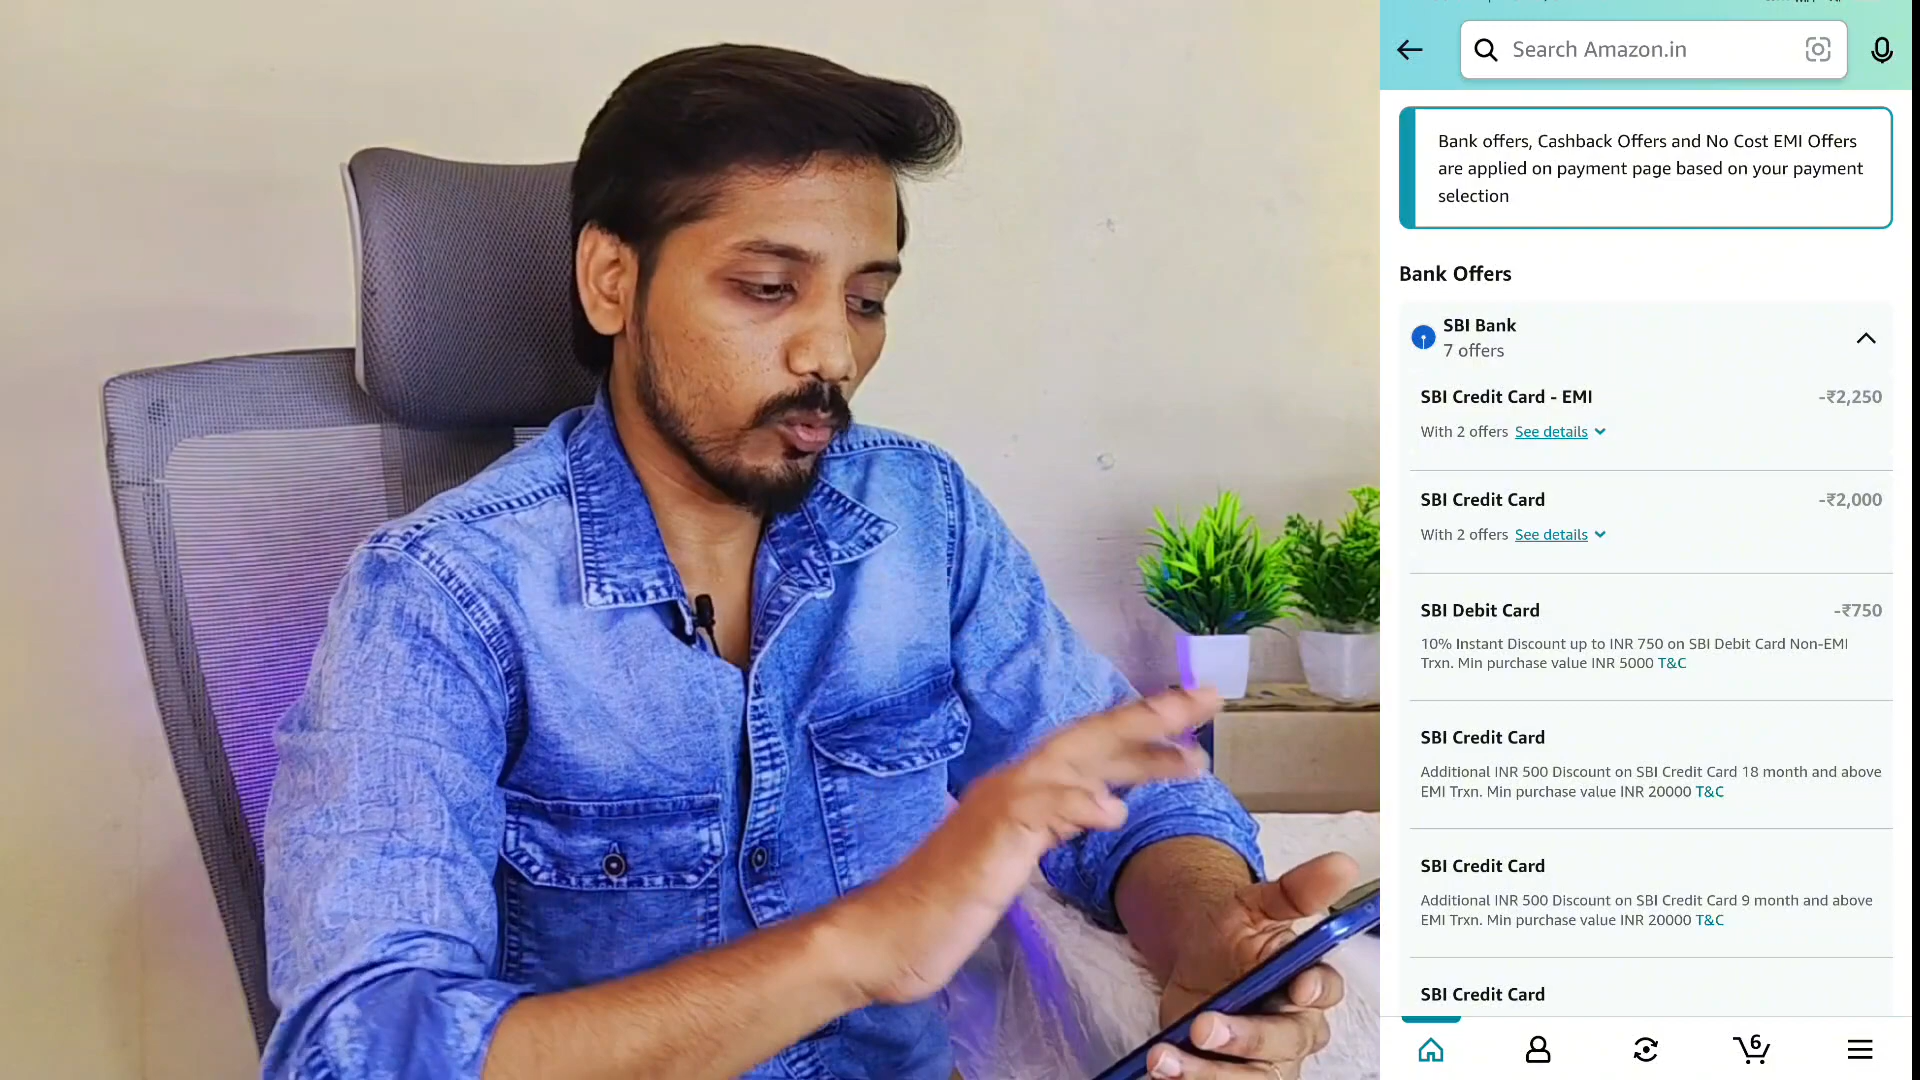 Search Amazon.in
Bank offers, Cashback Offers and No Cost EMI Offers
are applied on payment page based on your payment
selection
Bank Offers
SBI Bank
7 offers
SBI Credit Card - EMI -₹2,250
With 2 offers See details
SBI Credit Card -₹2,000
With 2 offers See details
SBI Debit Card -₹750
10% Instant Discount up to INR 750 on SBI Debit Card Non-EMI
Trxn. Min purchase value INR 5000 T&C
SBI Credit Card
Additional INR 500 Discount on SBI Credit Card 18 month and above
EMI Trxn. Min purchase value INR 20000 T&C
SBI Credit Card
Additional INR 500 Discount on SBI Credit Card 9 month and above
EMI Trxn. Min purchase value INR 20000 T&C
SBI Credit Card
6